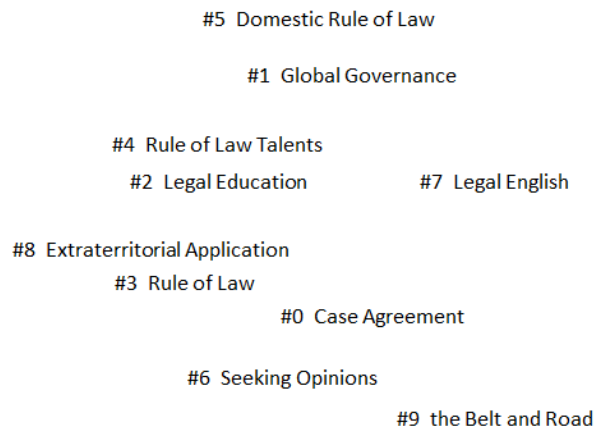 #5 Domestic Rule of Law
#1 Global Governance
#4 Rule of Law Talents
#2 Legal Education
#7 Legal English
#8 Extraterritorial Application
#3 Rule of Law
#0 Case Agreement
#6 Seeking Opinions
#9 the Belt and Road